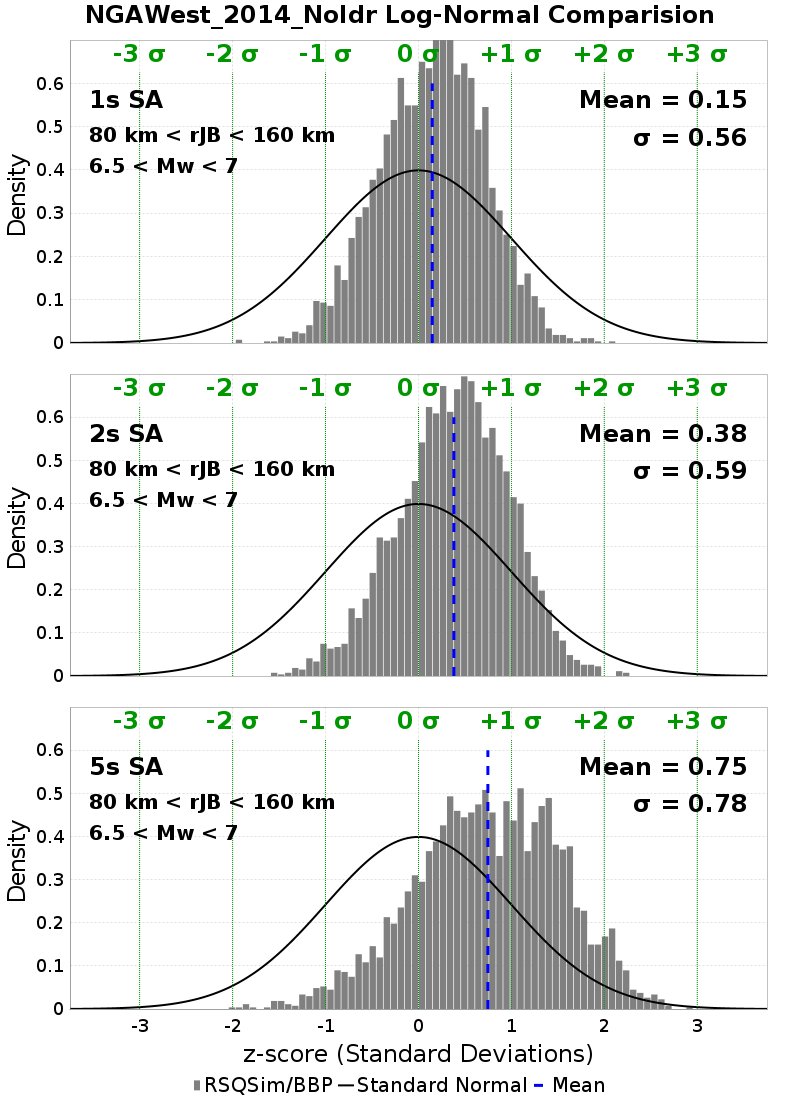 NGAWest_2014_NoIdr Log-Normal Comparision
-3 σ -2 σ -1 σ 0 σ +1 σ +2 σ +3 σ
1s SA Mean = 0.15
80 km < rJB < 160 km σ = 0.56
6.5 < Mw < 7
Density
0.6
0.5
0.4
0.3
0.2
0.1
0
-3 σ -2 σ -1 σ 0 σ +1 σ +2 σ +3 σ
2s SA Mean = 0.38
80 km < rJB < 160 km σ = 0.59
6.5 < Mw < 7
Density
0.6
0.5
0.4
0.3
0.2
0.1
0
-3 σ -2 σ -1 σ 0 σ +1 σ +2 σ +3 σ
5s SA Mean = 0.75
80 km < rJB < 160 km σ = 0.78
6.5 < Mw < 7
Density
0.6
0.5
0.4
0.3
0.2
0.1
0
-3 -2 -1 0 1 2 3
z-score (Standard Deviations)
RSQSim/BBP Standard Normal Mean